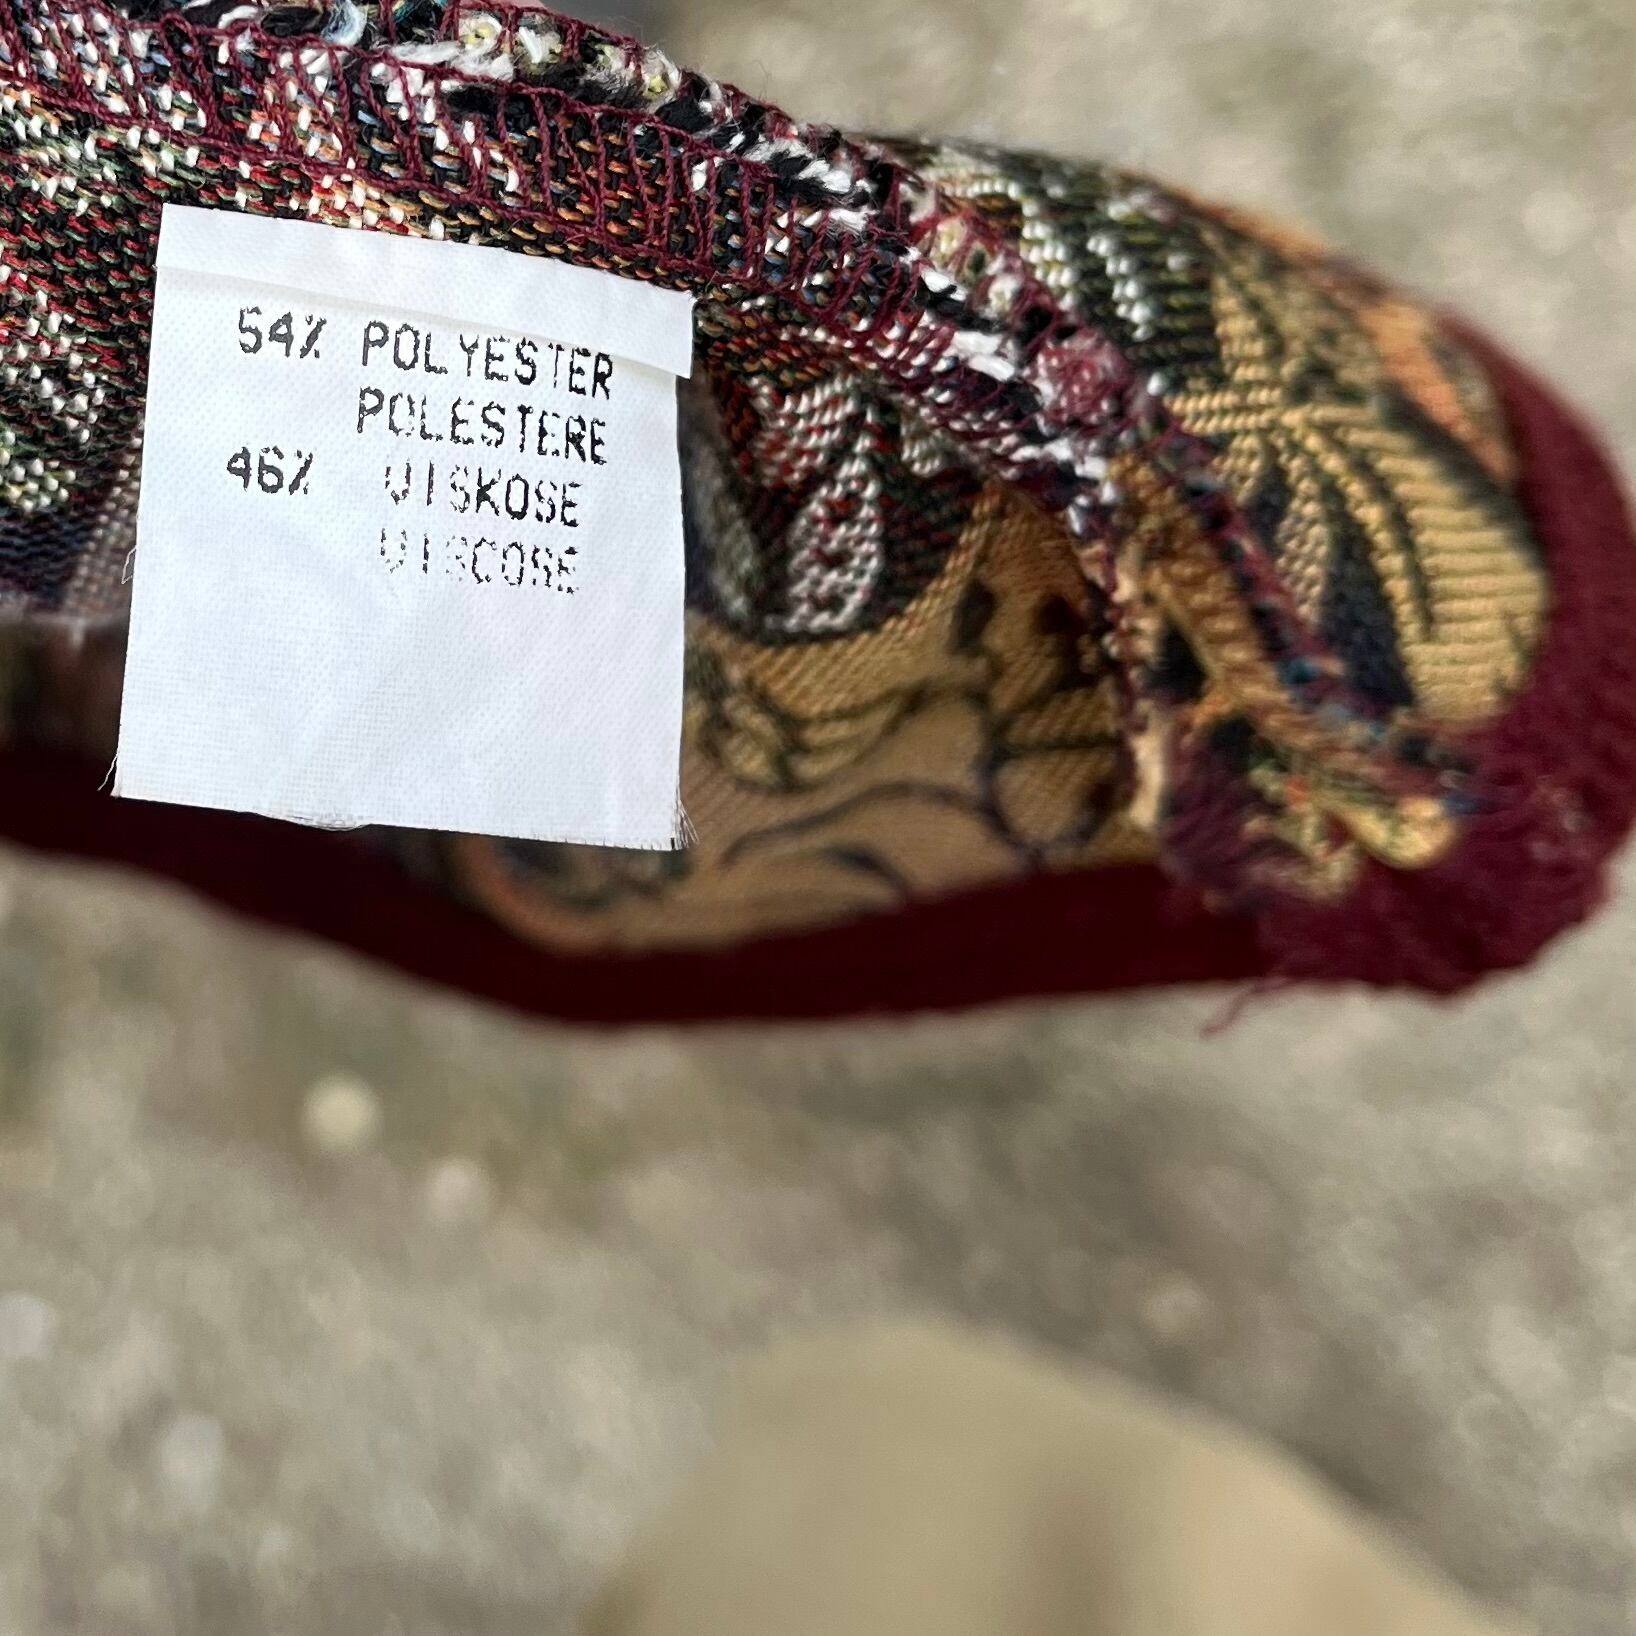 54% POLYESTER
POLESTERE
46% VISKOSE
VISCOSE